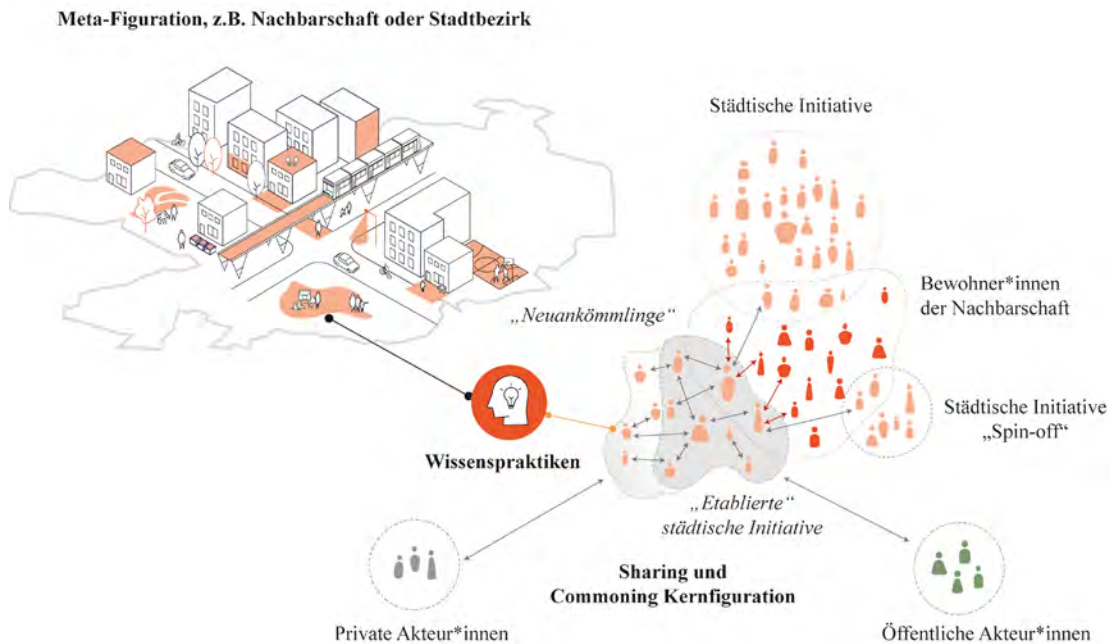 Meta-Figuration, z.B. Nachbarschaft oder Stadtbezirk
Städtische Initiative
Bewohner*innen
der Nachbarschaft
„Neuankömmlinge“
Städtische Initiative
„Spin-off“
Wissenspraktiken
„Etablierte“
städtische Initiative
Sharing und
Commoning Kernfiguration
Private Akteur*innen
Öffentliche Akteur*innen